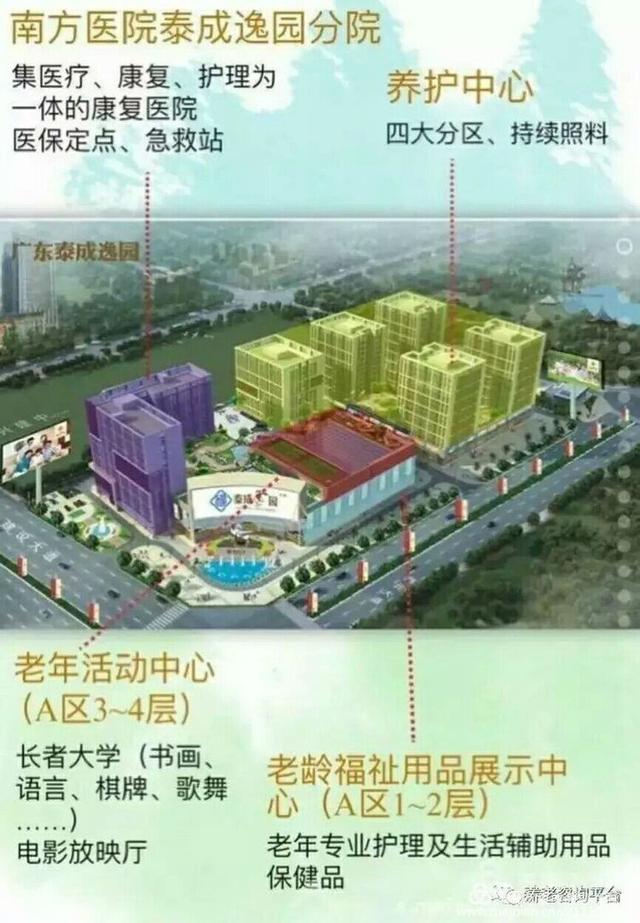 南方医院泰成逸园分院
集医疗、康复、护理为
一体的康复医院
医保定点、急救站
养护中心
四大分区、持续照料
广东泰成逸园
建设大道
老年活动中心
（A区3~4层）
长者大学（书画、
语言、棋牌、歌舞
……）
电影放映厅
老龄福祉用品展示中
心（A区1~2层）
老年专业护理及生活辅助用品
保健品
养老咨询平台